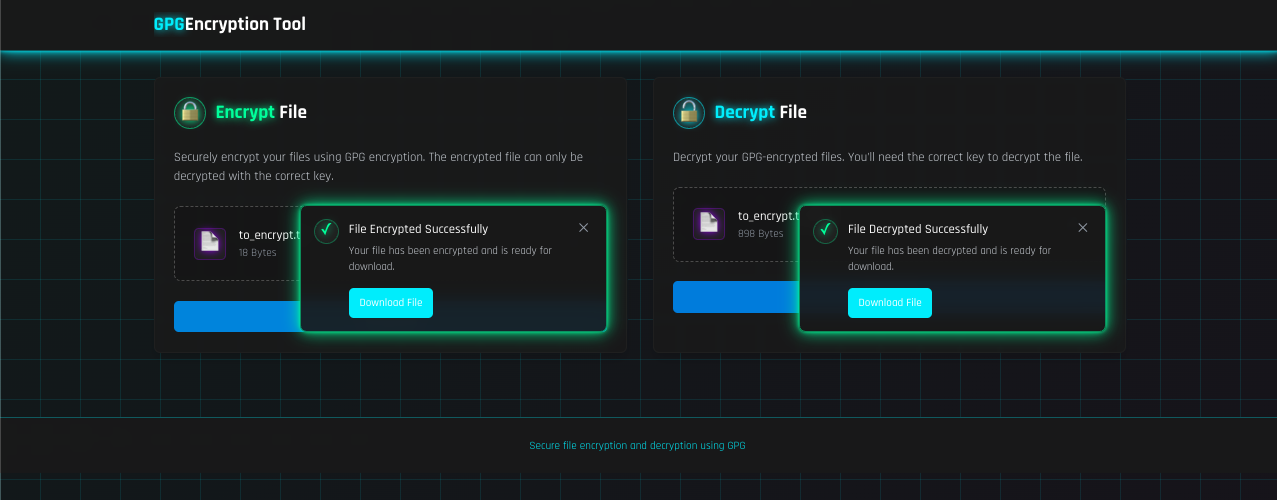 GPGEncryption Tool
Encrypt File
Securely encrypt your files using GPG encryption. The encrypted file can only be
decrypted with the correct key.
to_encrypt.t
18 Bytes
File Encrypted Successfully
Your file has been encrypted and is ready for
download.
Download File
Decrypt File
Decrypt your GPG-encrypted files. You'll need the correct key to decrypt the file.
to_encrypt.t
898 Bytes
File Decrypted Successfully
Your file has been decrypted and is ready for
download.
Download File
Secure file encryption and decryption using GPG